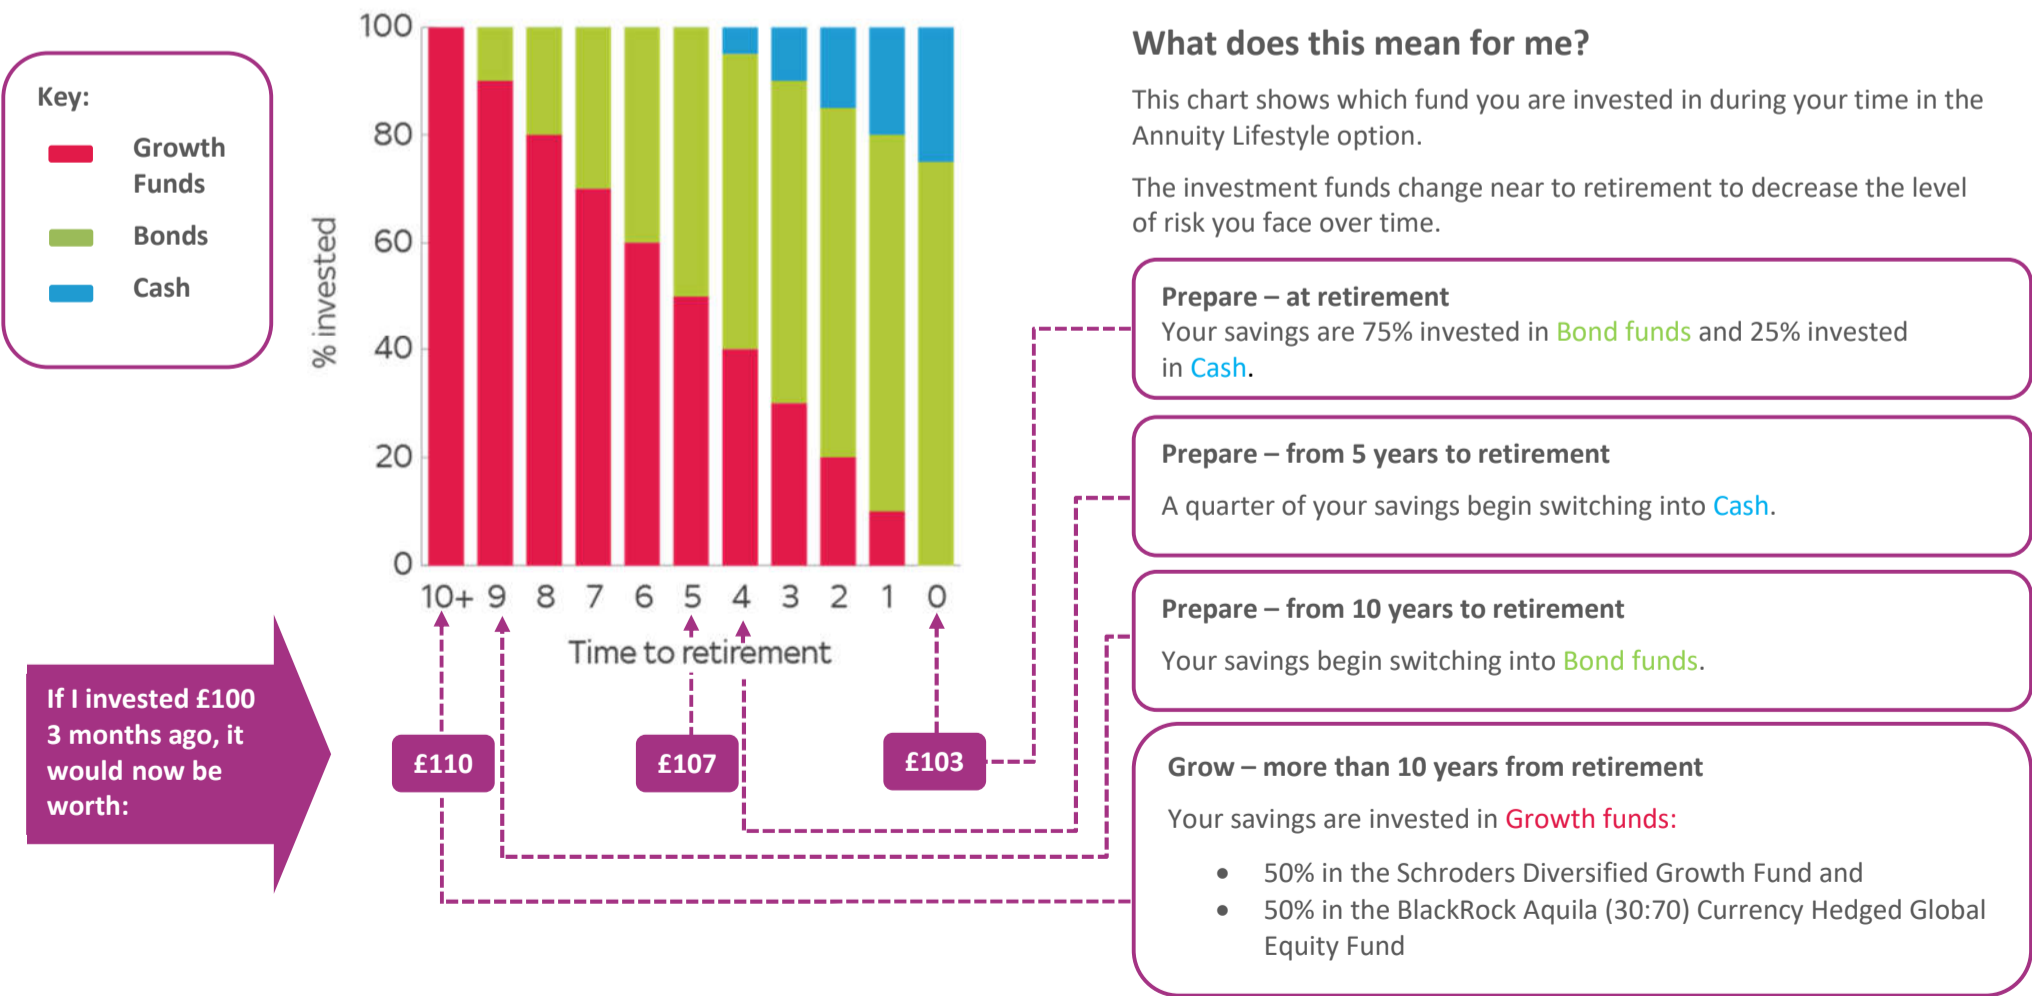 Key:
Growth
Funds
Bonds
Cash
100
80
60
40
20
0
% invested
10+ 9 8 7 6 5 4 3 2 1 0
Time to retirement
If I invested £100
3 months ago, it
would now be
worth:
£110
£107
£103
What does this mean for me?
This chart shows which fund you are invested in during your time in the
Annuity Lifestyle option.
The investment funds change near to retirement to decrease the level
of risk you face over time.
Prepare – at retirement
Your savings are 75% invested in Bond funds and 25% invested
in Cash.
Prepare – from 5 years to retirement
A quarter of your savings begin switching into Cash.
Prepare – from 10 years to retirement
Your savings begin switching into Bond funds.
Grow – more than 10 years from retirement
Your savings are invested in Growth funds:
• 50% in the Schroders Diversified Growth Fund and
• 50% in the BlackRock Aquila (30:70) Currency Hedged Global
Equity Fund